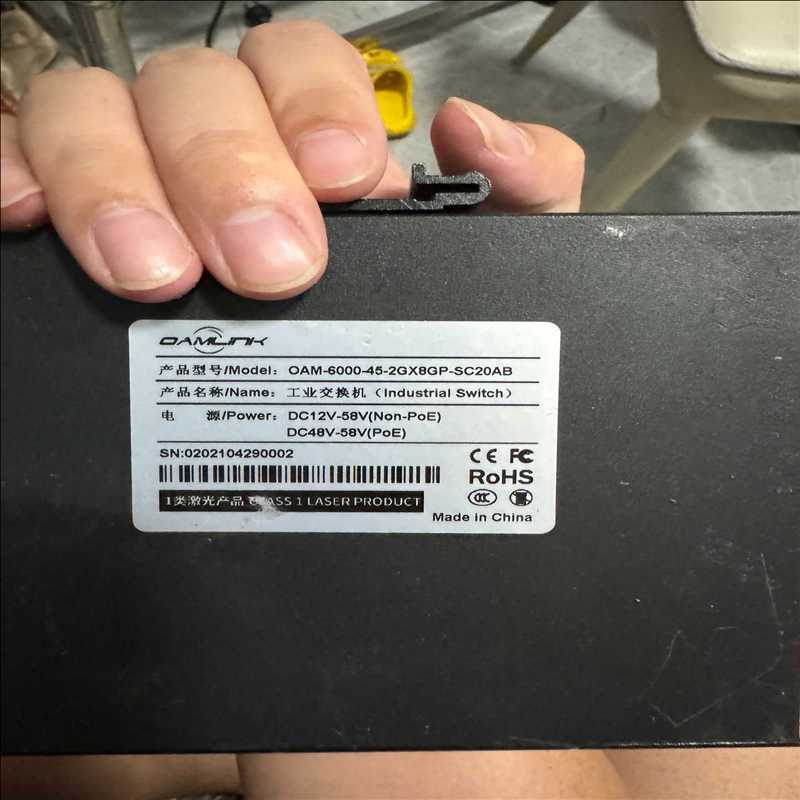 OAMLINK
产品型号/Model: OAM-6000-45-2GX8GP-SC20AB
产品名称/Name: 工业交换机（Industrial Switch）
电 源/Power: DC12V-58V(Non-PoE)
DC48V-58V(PoE)
SN:0202104290002
CE FC
RoHS
CCC
1类激光产品 CLASS 1 LASER PRODUCT
Made in China